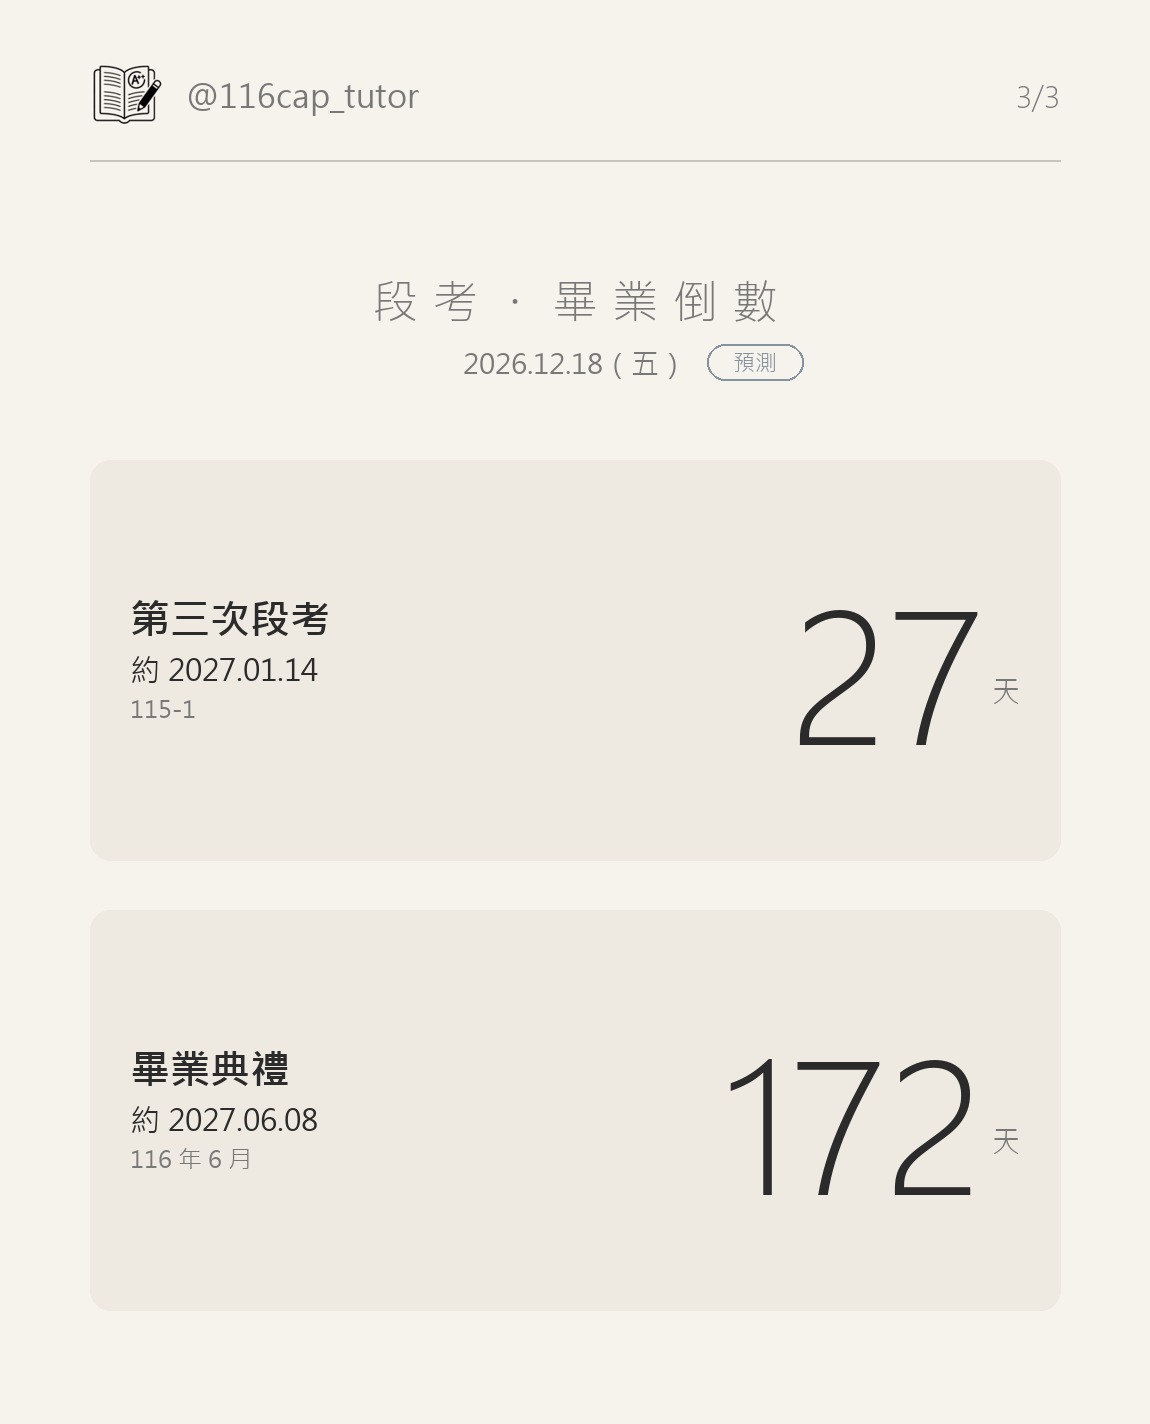 @116cap_tutor
3/3
段考·畢業倒數
2026.12.18（五） 預測
第三次段考
約 2027.01.14
115-1
27 天
畢業典禮
約 2027.06.08
116 年 6 月
172 天